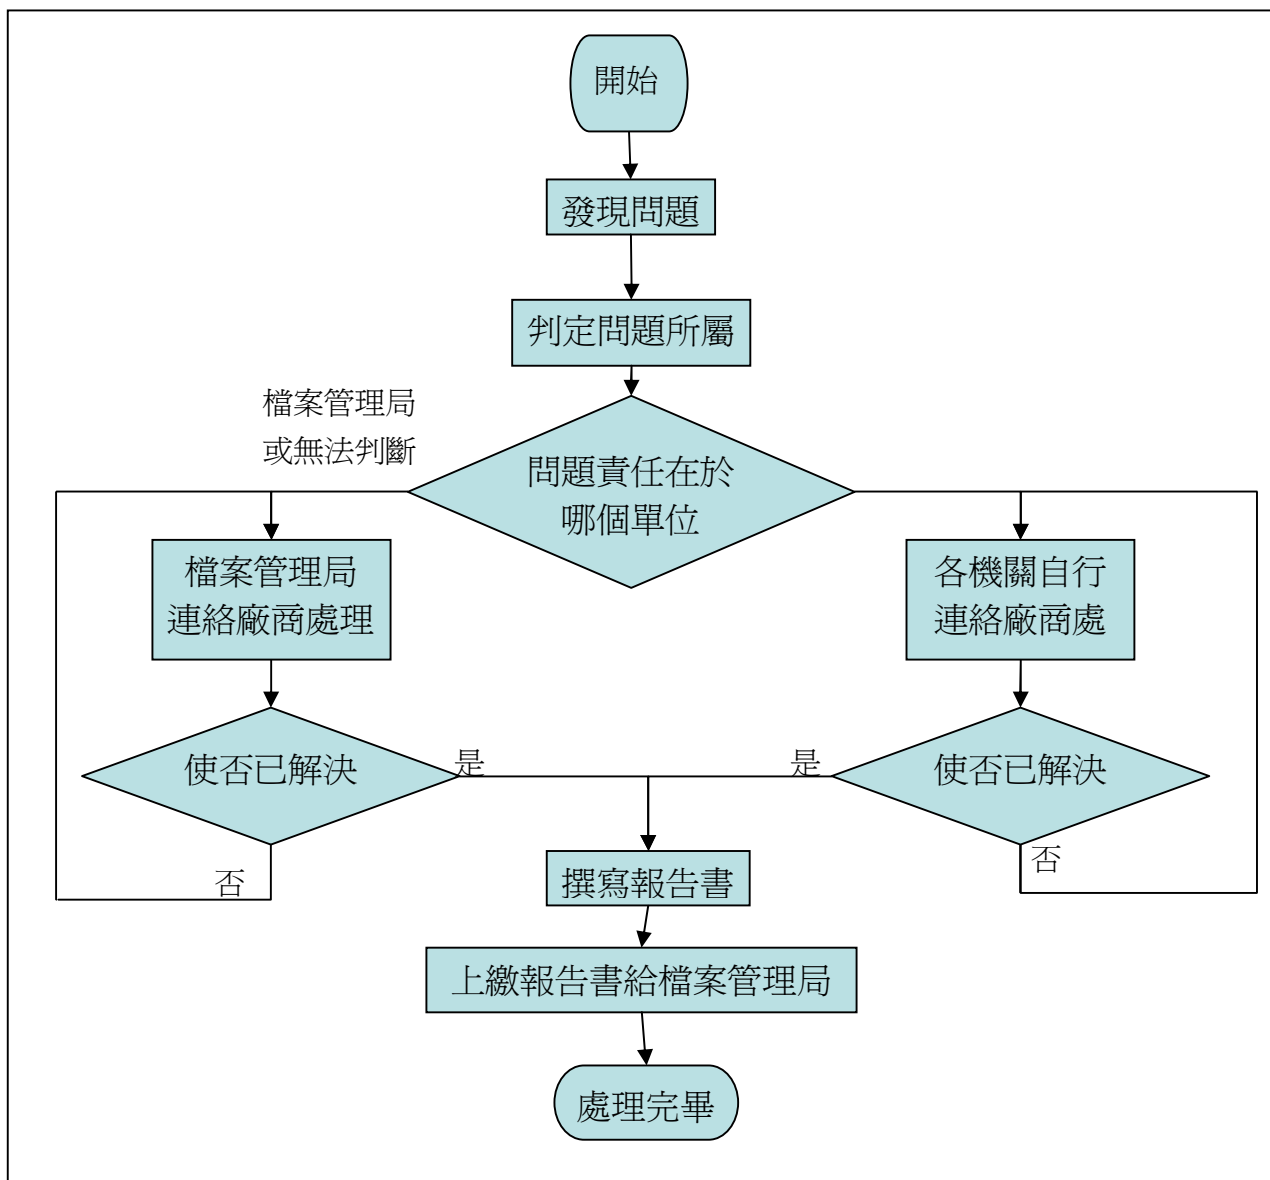 開始
發現問題
判定問題所屬
檔案管理局
或無法判斷
問題責任在於
哪個單位
檔案管理局
連絡廠商處理
各機關自行
連絡廠商處
使否已解決
是
是
使否已解決
否
否
撰寫報告書
上繳報告書給檔案管理局
處理完畢